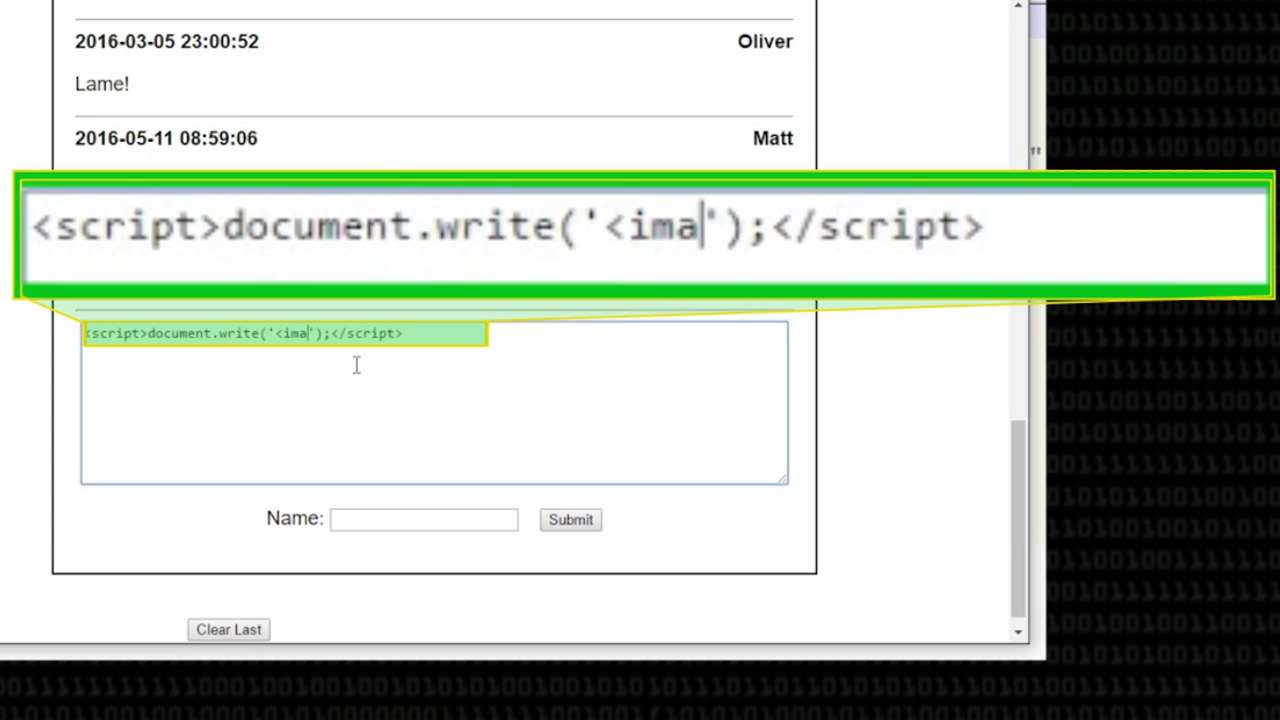 2016-03-05 23:00:52 Oliver
Lame!
2016-05-11 08:59:06 Matt
"
<script>document.write('<ima');</script>
<script>document.write('<ima');</script>
Name: Submit
Clear Last